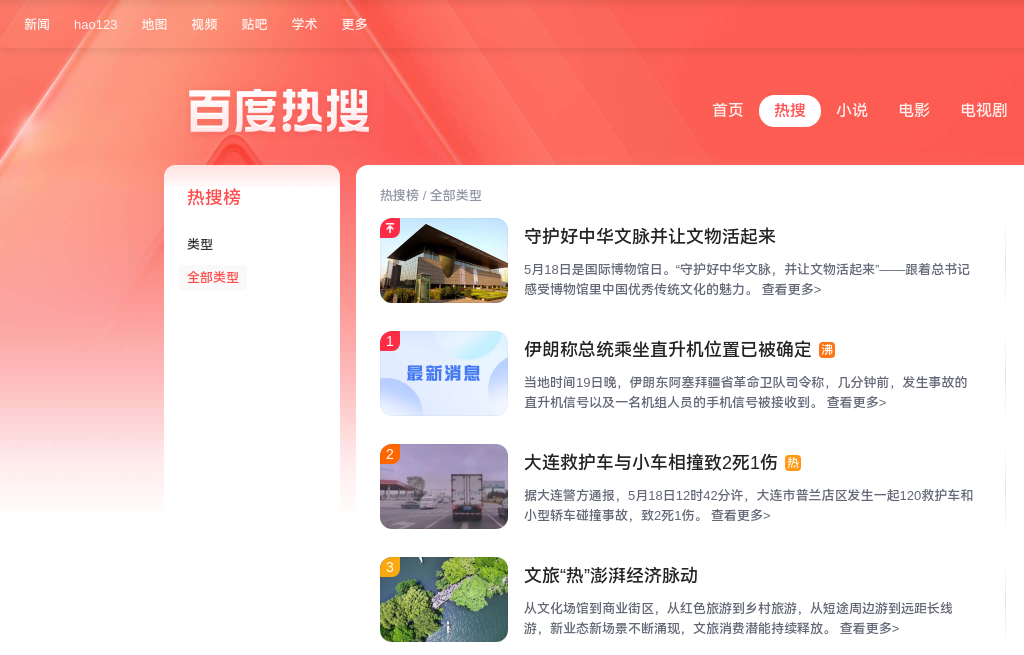 新闻 hao123 地图 视频 贴吧 学术 更多
百度热搜
首页 热搜 小说 电影 电视剧
热搜榜
类型
全部类型
热搜榜 / 全部类型
守护好中华文脉并让文物活起来
5月18日是国际博物馆日。“守护好中华文脉，并让文物活起来”——跟着总书记
感受博物馆里中国优秀传统文化的魅力。 查看更多>
1
最新消息
伊朗称总统乘坐直升机位置已被确定 沸
当地时间19日晚，伊朗东阿塞拜疆省革命卫队司令称，几分钟前，发生事故的
直升机信号以及一名机组人员的手机信号被接收到。 查看更多>
2
大连救护车与小车相撞致2死1伤 热
据大连警方通报，5月18日12时42分许，大连市普兰店区发生一起120救护车和
小型轿车碰撞事故，致2死1伤。 查看更多>
3
文旅“热”澎湃经济脉动
从文化场馆到商业街区，从红色旅游到乡村旅游，从短途周边游到远距长线
游，新业态新场景不断涌现，文旅消费潜能持续释放。 查看更多>